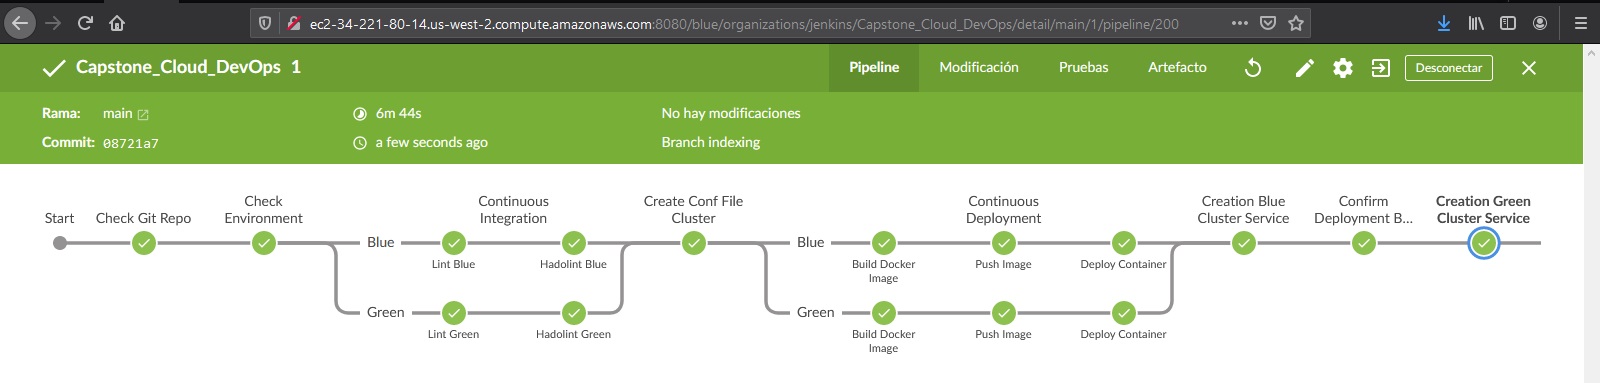 ec2-34-221-80-14.us-west-2.compute.amazonaws.com:8080/blue/organizations/jenkins/Capstone_Cloud_DevOps/detail/main/1/pipeline/200
Capstone_Cloud_DevOps 1
Pipeline
Modificación
Pruebas
Artefacto
Desconectar
Rama: main
6m 44s
No hay modificaciones
Commit: 08721a7
a few seconds ago
Branch indexing
Start
Check Git Repo
Check
Environment
Continuous
Integration
Create Conf File
Cluster
Continuous
Deployment
Creation Blue
Cluster Service
Confirm
Deployment B...
Creation Green
Cluster Service
Blue
Lint Blue
Hadolint Blue
Blue
Build Docker
Image
Push Image
Deploy Container
Green
Lint Green
Hadolint Green
Green
Build Docker
Image
Push Image
Deploy Container